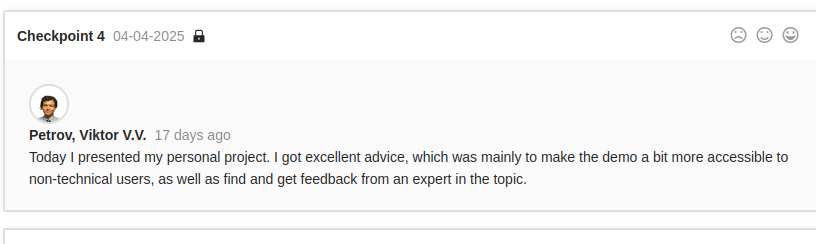 Checkpoint 4 04-04-2025
Petrov, Viktor V.V. 17 days ago
Today I presented my personal project. I got excellent advice, which was mainly to make the demo a bit more accessible to
non-technical users, as well as find and get feedback from an expert in the topic.